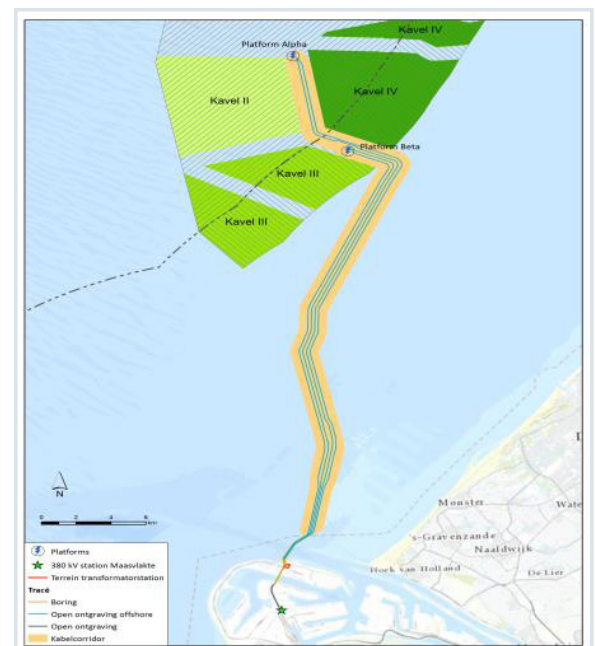 Kavel IV
Platform Alpha
Kavel II
Kavel IV
Platform Beta
Kavel III
Kavel III
N
0 2 4 6
km
Monster
Wate
's-Gravenzande
Naaldwijk
Hoek van Holland
De Lier
Platforms
380 kV station Maasvlakte
Terrein transformatorstation
Tracé
Boring
Open ontgraving offshore
Open ontgraving
Kabelcorridor